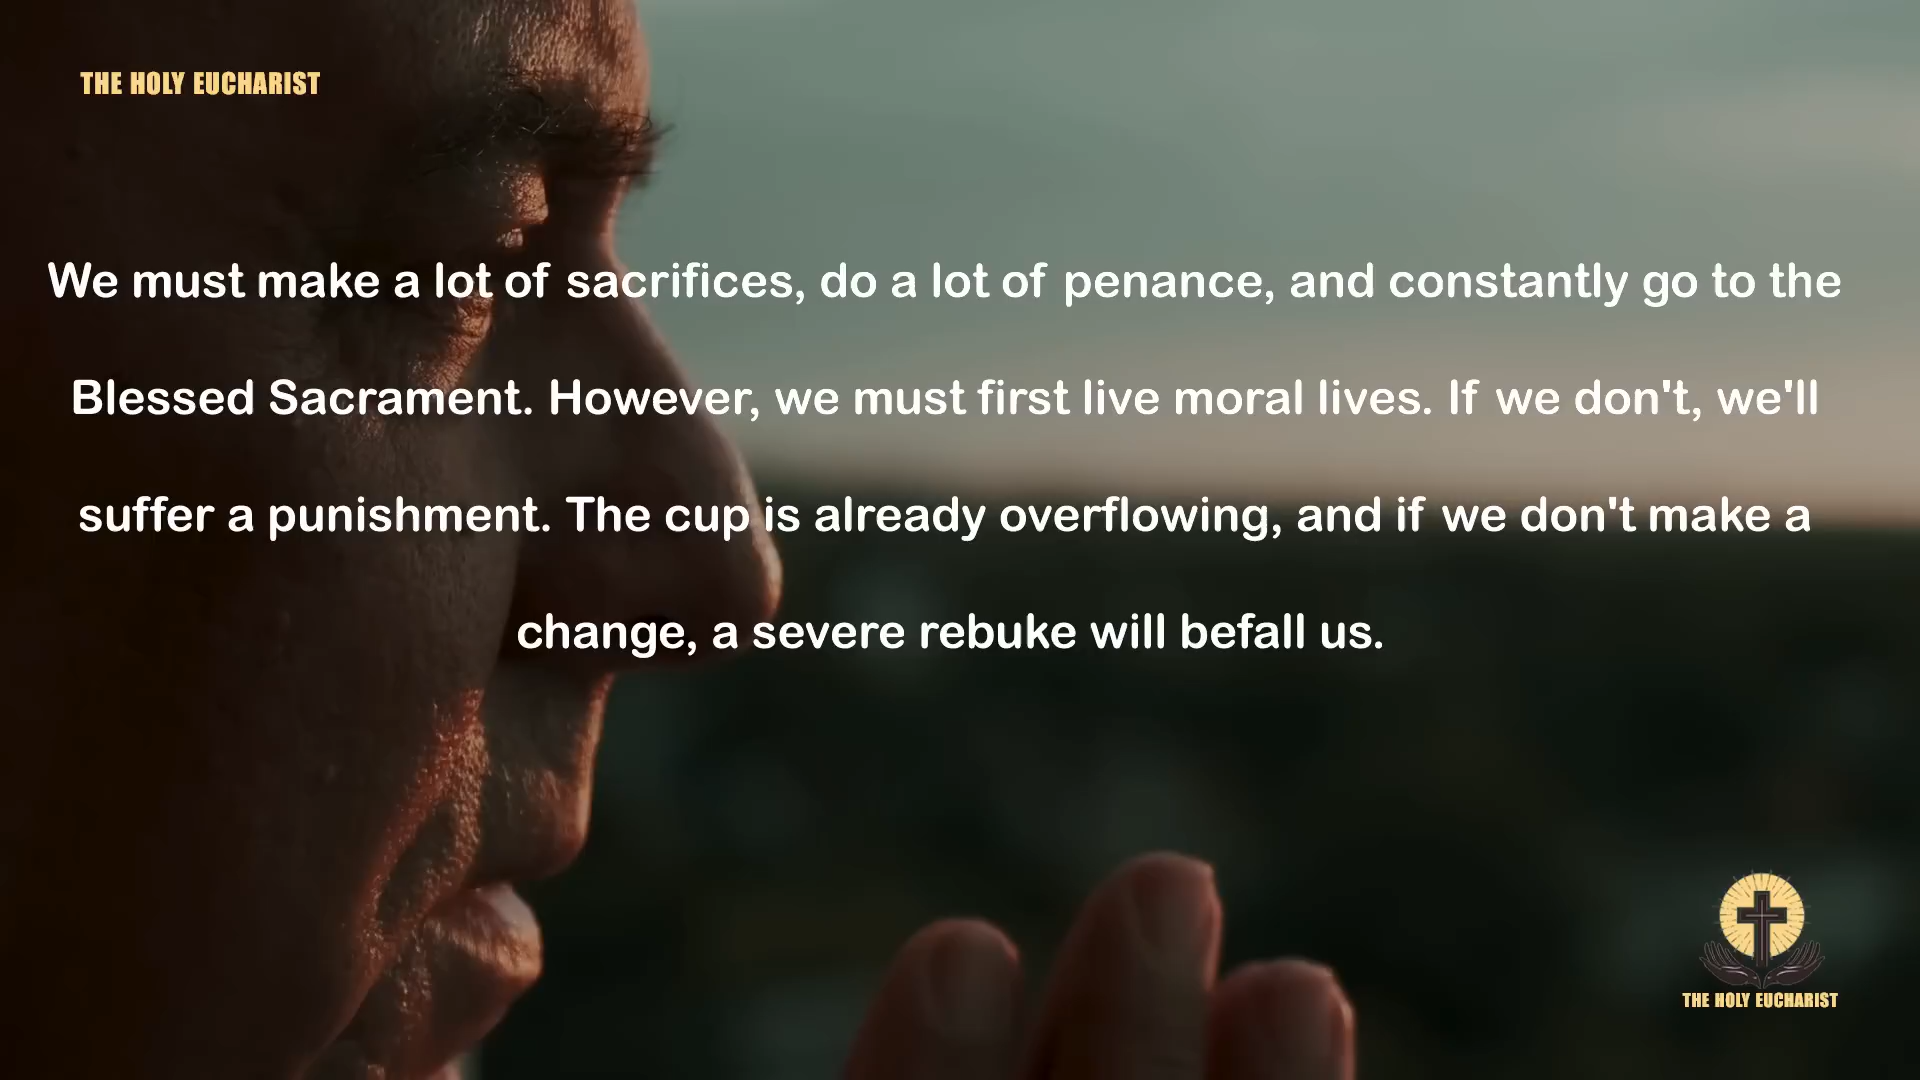 THE HOLY EUCHARIST
We must make a lot of sacrifices, do a lot of penance, and constantly go to the
Blessed Sacrament. However, we must first live moral lives. If we don't, we'll
suffer a punishment. The cup is already overflowing, and if we don't make a
change, a severe rebuke will befall us.
THE HOLY EUCHARIST